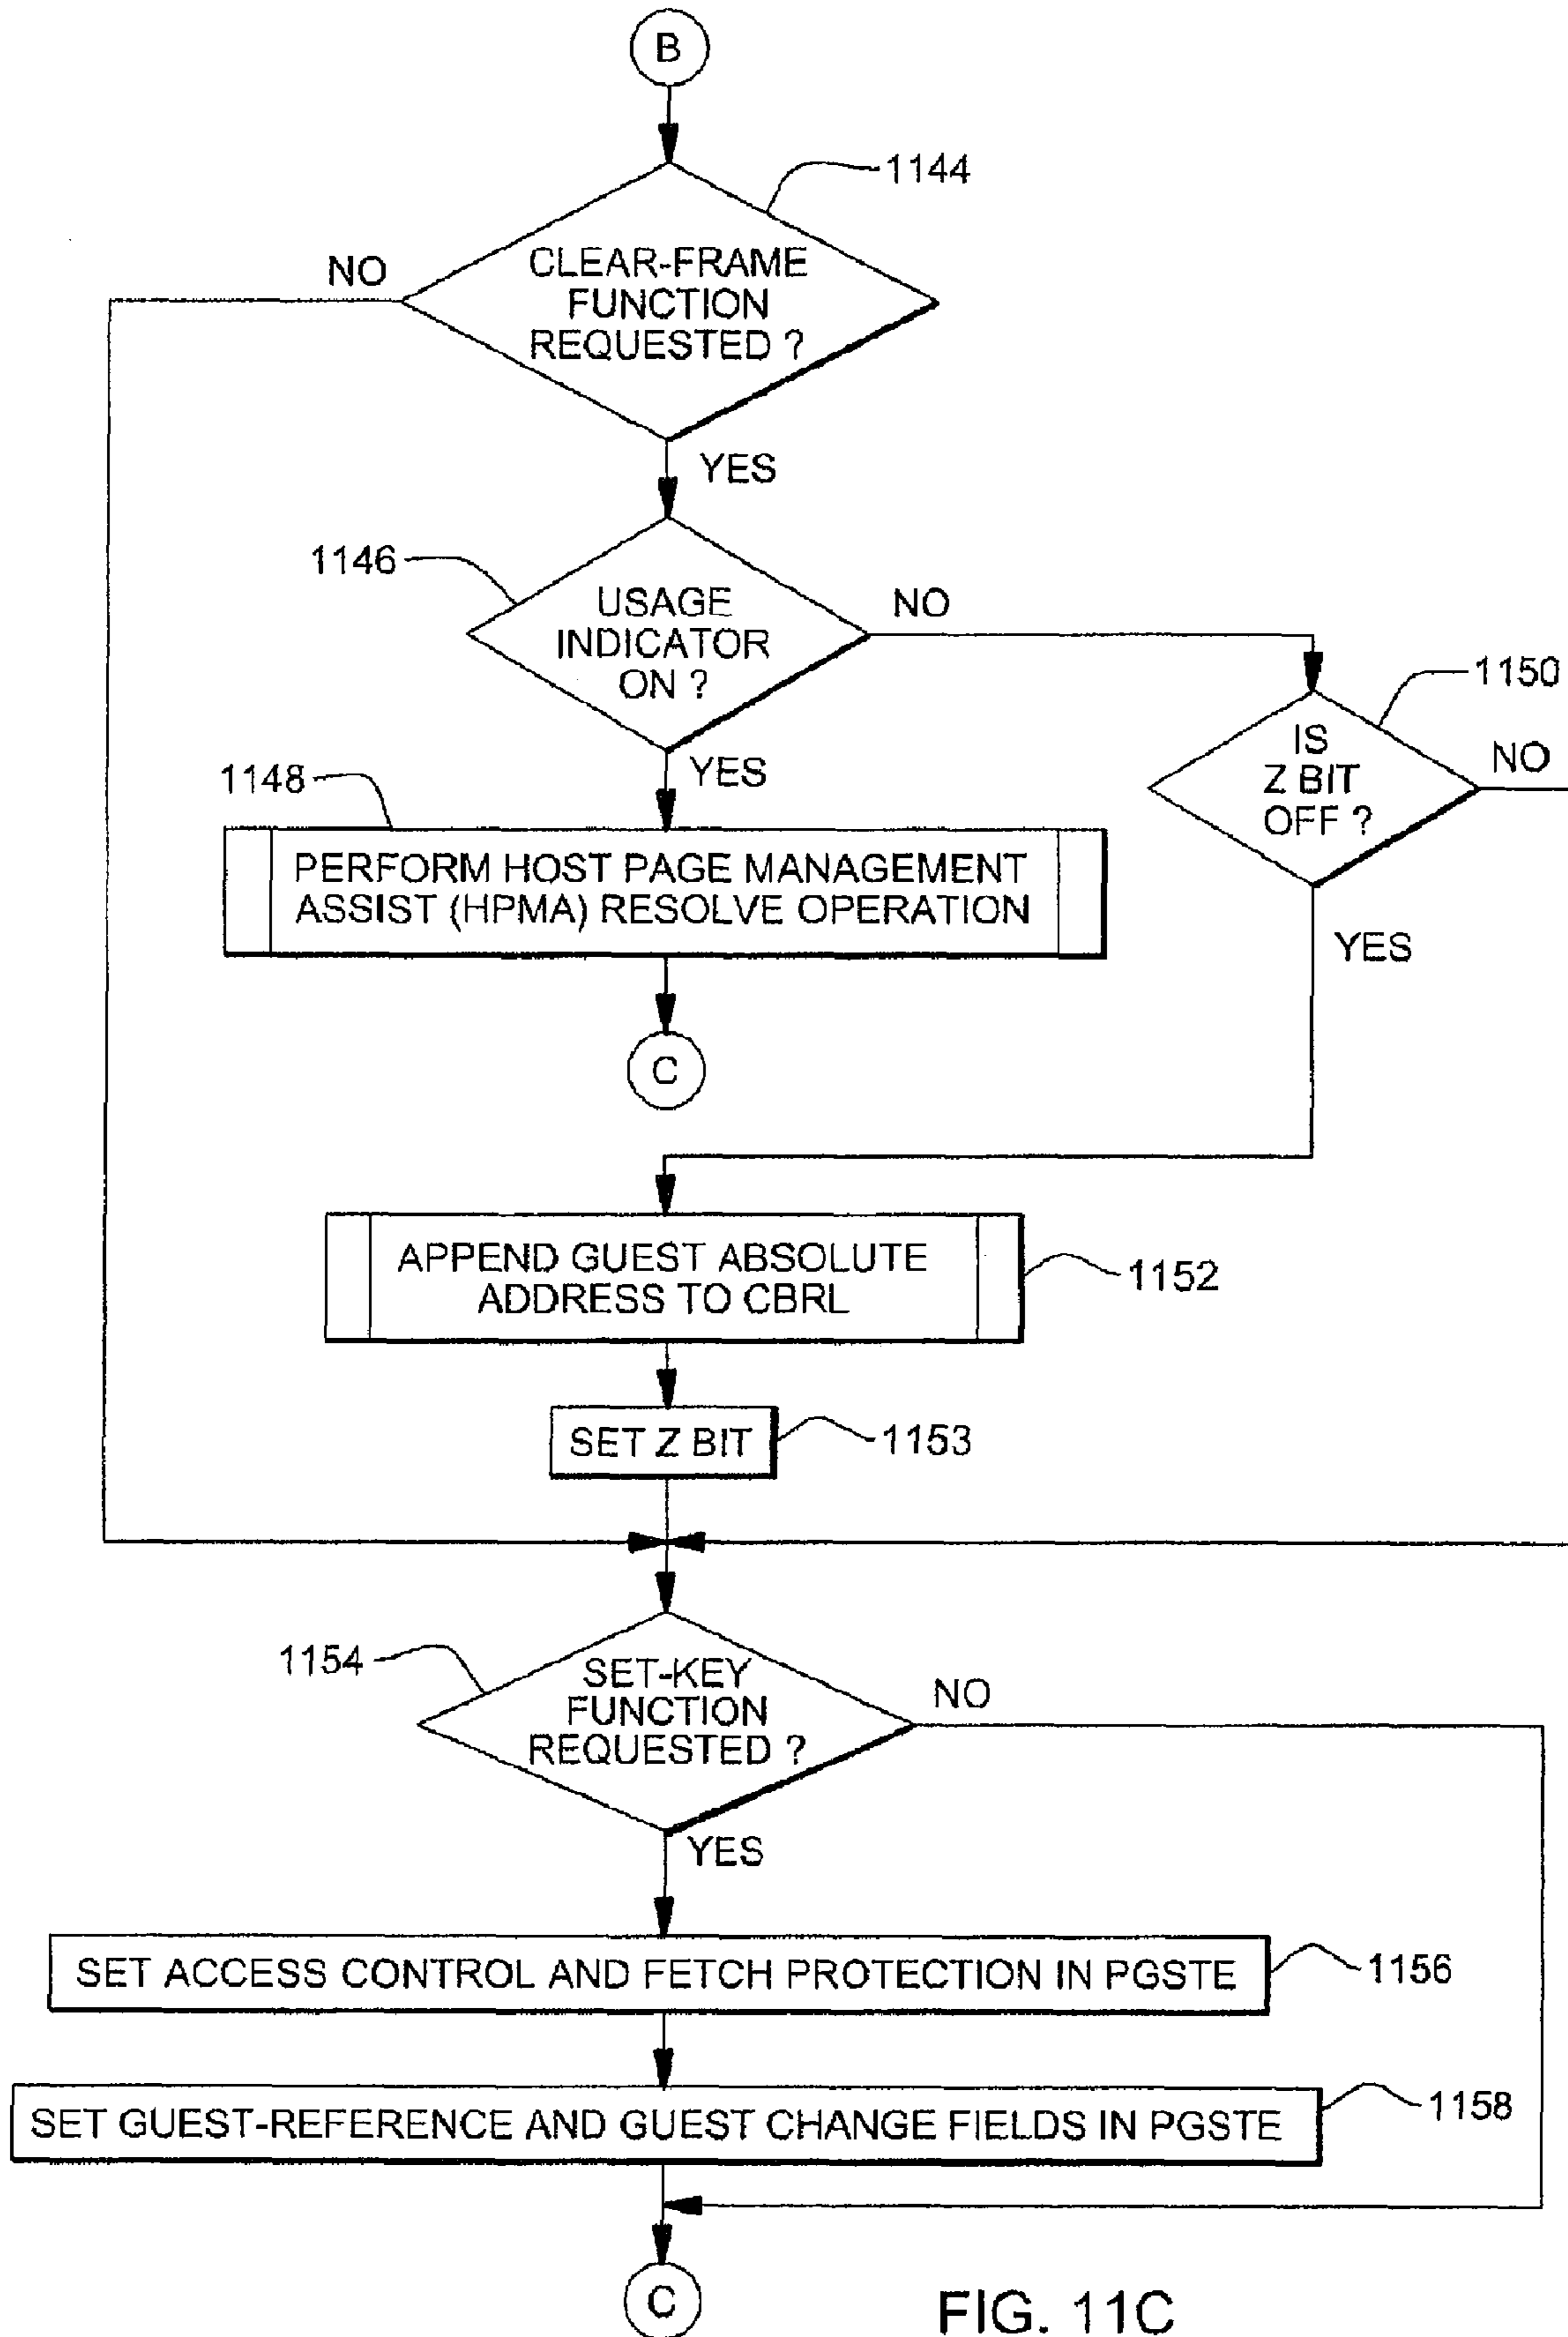 B
1144
CLEAR-FRAME
FUNCTION
REQUESTED ?
NO
YES
1146
USAGE
INDICATOR
ON ?
NO
1150
IS
Z BIT
OFF ?
NO
YES
1148
PERFORM HOST PAGE MANAGEMENT
ASSIST (HPMA) RESOLVE OPERATION
YES
C
APPEND GUEST ABSOLUTE
ADDRESS TO CBRL
1152
SET Z BIT
1153
1154
SET-KEY
FUNCTION
REQUESTED ?
NO
YES
SET ACCESS CONTROL AND FETCH PROTECTION IN PGSTE
1156
SET GUEST-REFERENCE AND GUEST CHANGE FIELDS IN PGSTE
1158
C
FIG. 11C